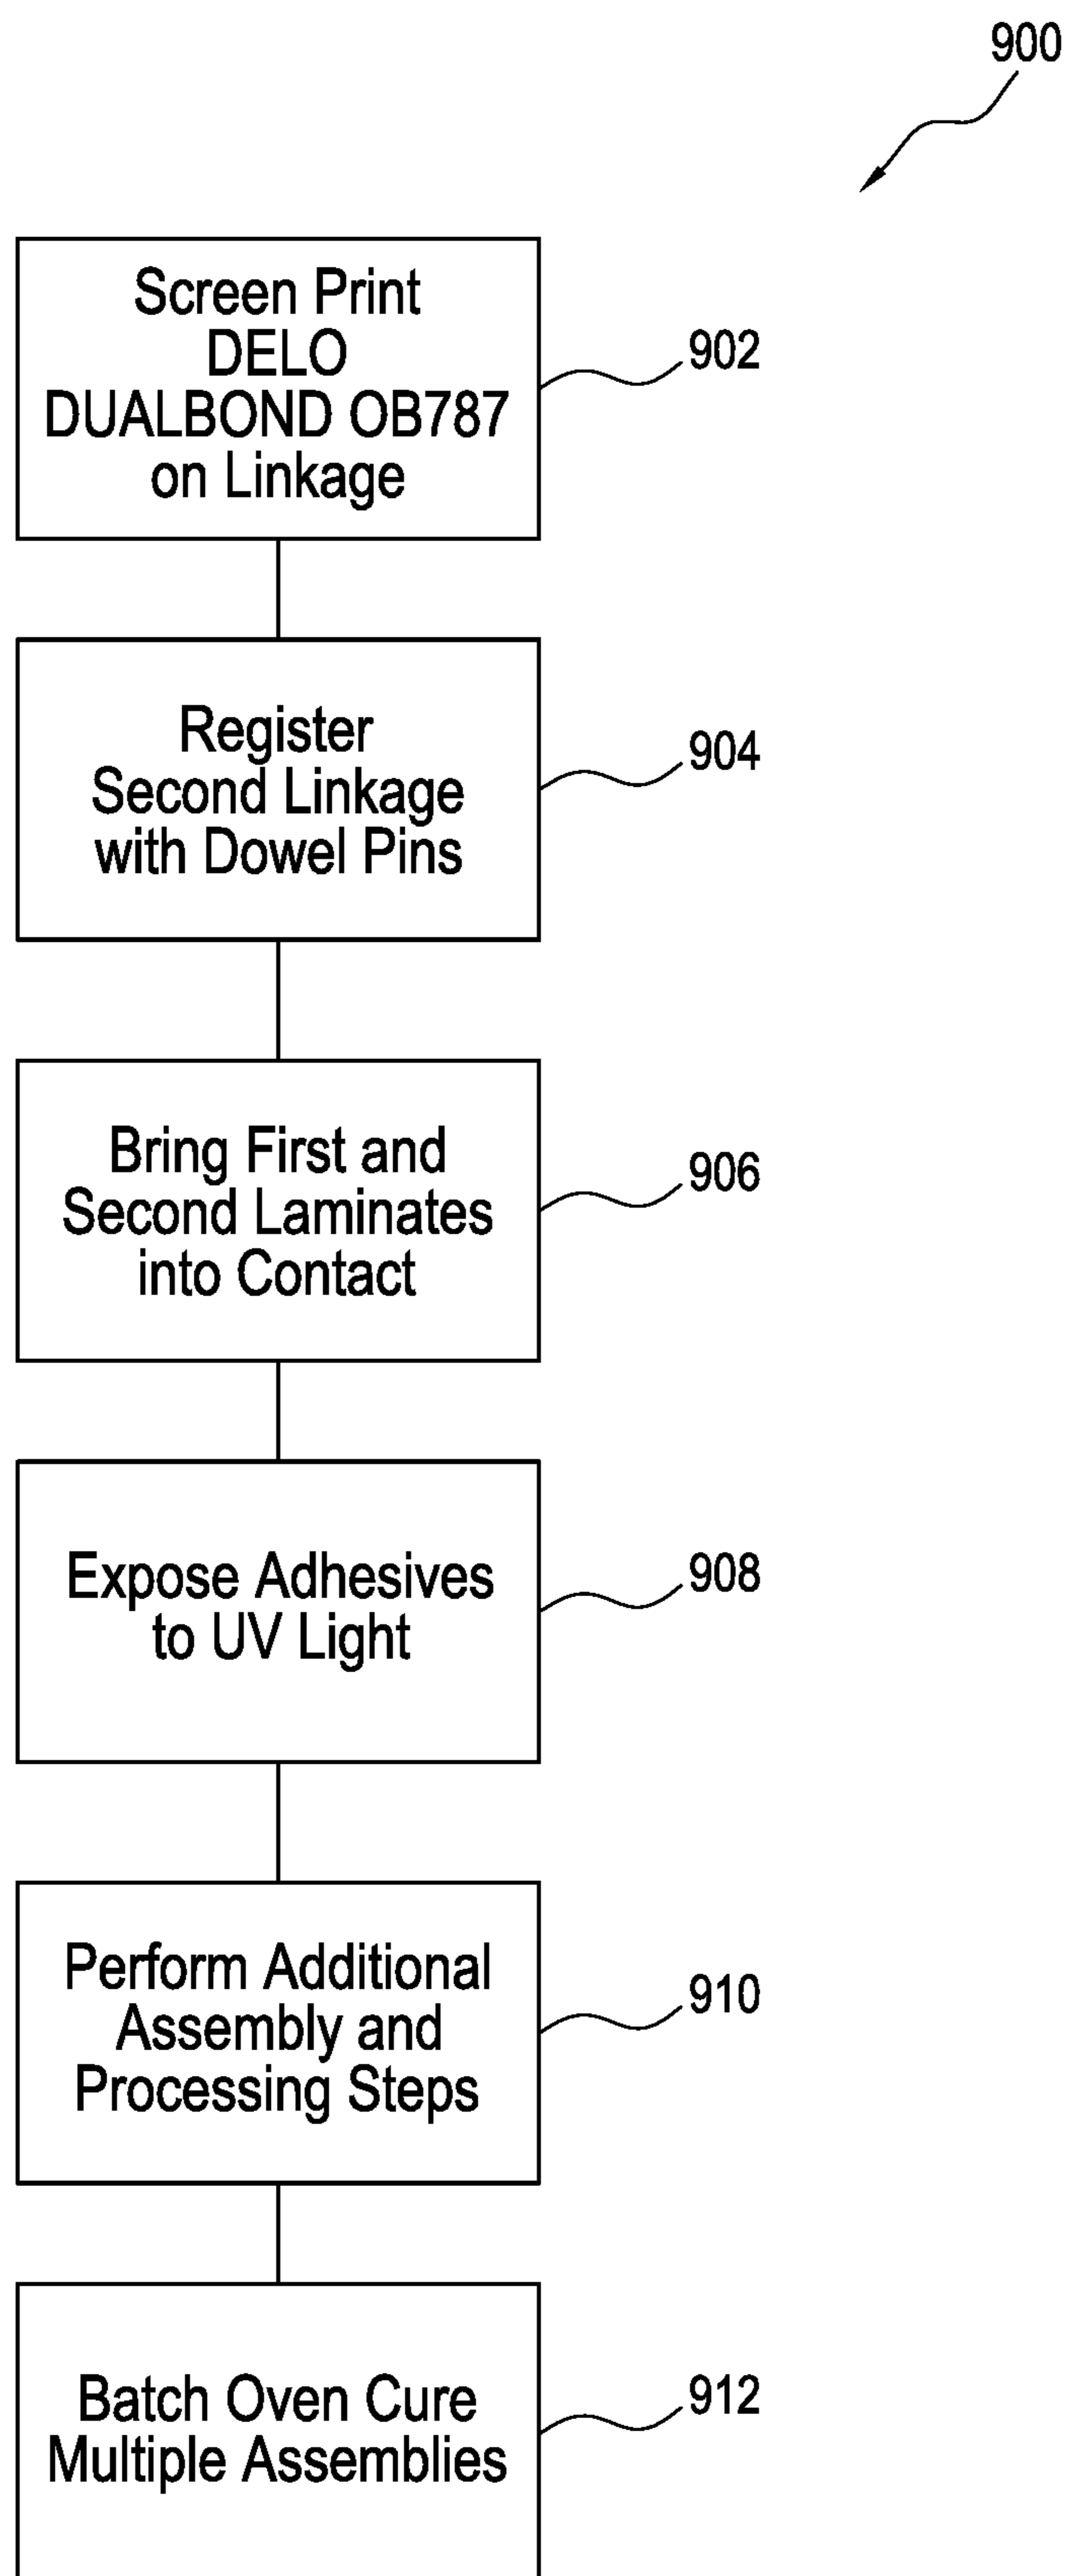 900
Screen Print
DELO
DUALBOND OB787
on Linkage
902
Register
Second Linkage
with Dowel Pins
904
Bring First and
Second Laminates
into Contact
906
Expose Adhesives
to UV Light
908
Perform Additional
Assembly and
Processing Steps
910
Batch Oven Cure
Multiple Assemblies
912